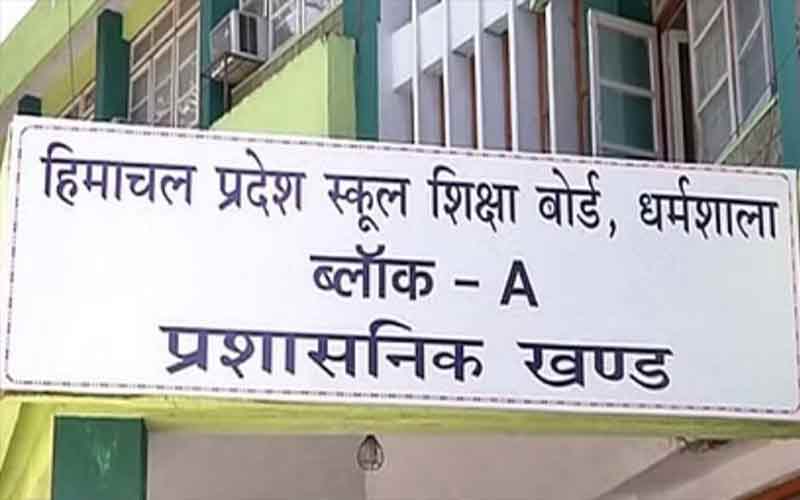 हिमाचल प्रदेश स्कूल शिक्षा बोर्ड, धर्मशाला
ब्लॉक - A
प्रशासनिक खण्ड